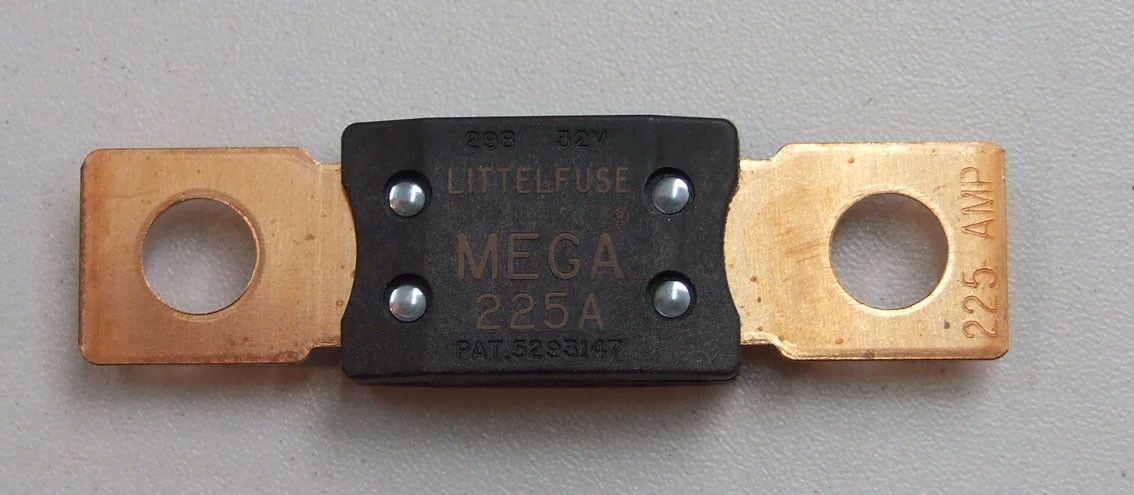 298 32V
LITTELFUSE
®
MEGA
225A
PAT.5293147
225 AMP